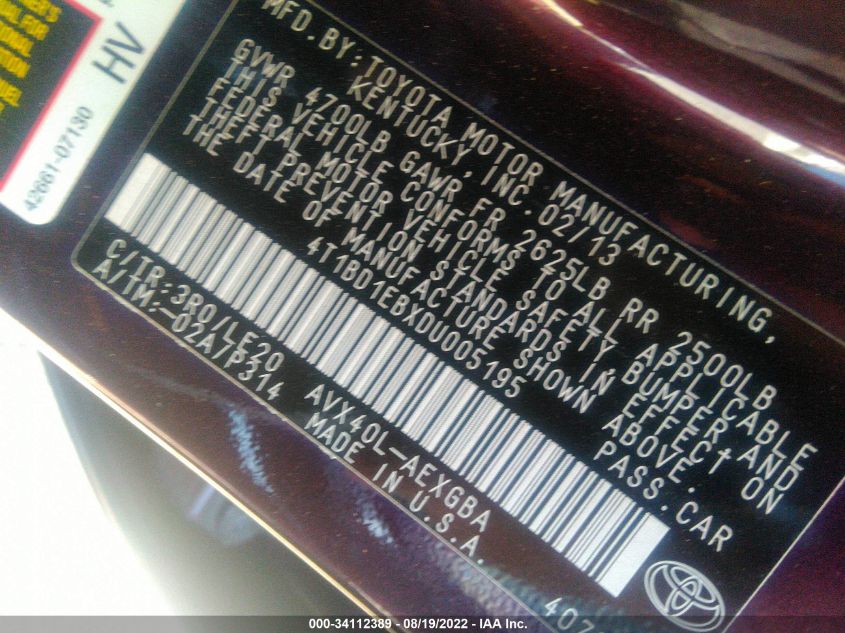 HV
42661-07130
MFD. BY: TOYOTA MOTOR MANUFACTURING,
KENTUCKY, INC. 02/13
GVWR 4700LB GAWR FR 2625LB RR 2500LB
THIS VEHICLE CONFORMS TO ALL APPLICABLE
FEDERAL MOTOR VEHICLE SAFETY, BUMPER, AND
THEFT PREVENTION STANDARDS IN EFFECT ON
THE DATE OF MANUFACTURE SHOWN ABOVE.
4T1BD1EBXDU005195 PASS.CAR
C/TR:3R0/LE20 AVX40L-AEXGBA
A/TM:-02A/P314 MADE IN U.S.A.
000-34112389 - 08/19/2022 - IAA Inc.